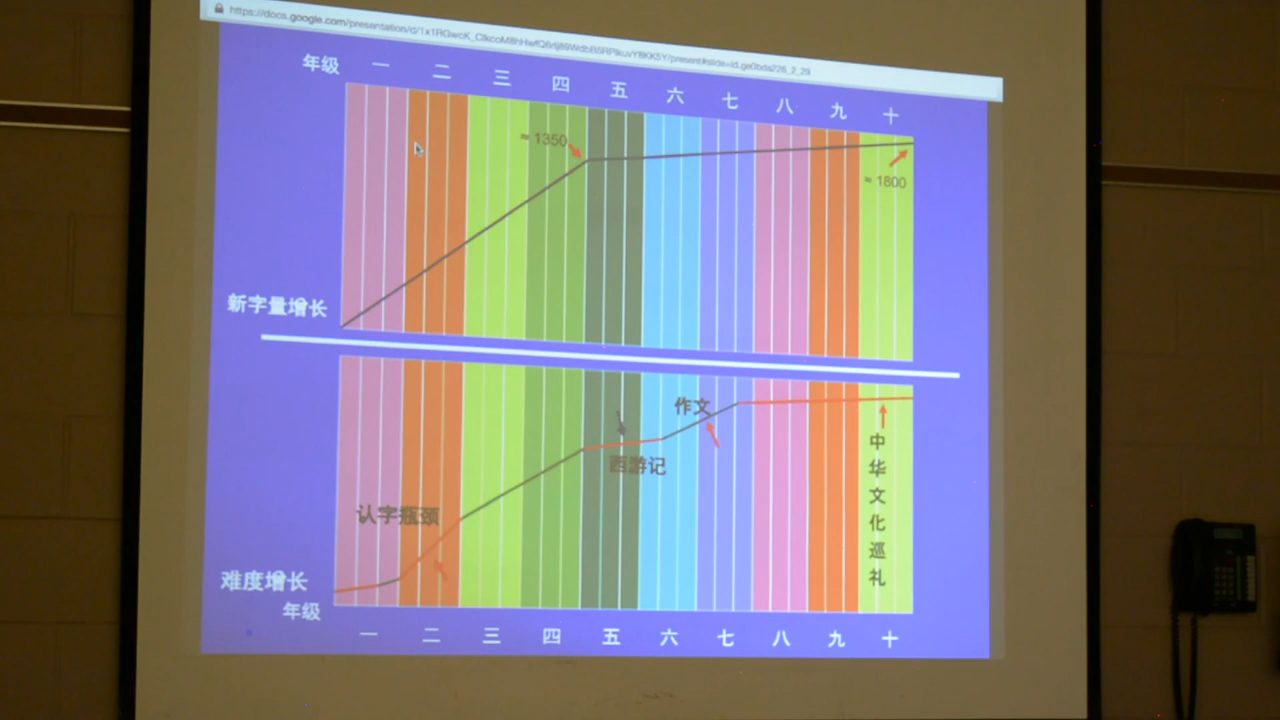 年级 一 二 三 四 五 六 七 八 九 十
≈ 1350
≈ 1800
新字量增长
作文
西游记
认字瓶颈
中华文化巡礼
难度增长
年级 一 二 三 四 五 六 七 八 九 十